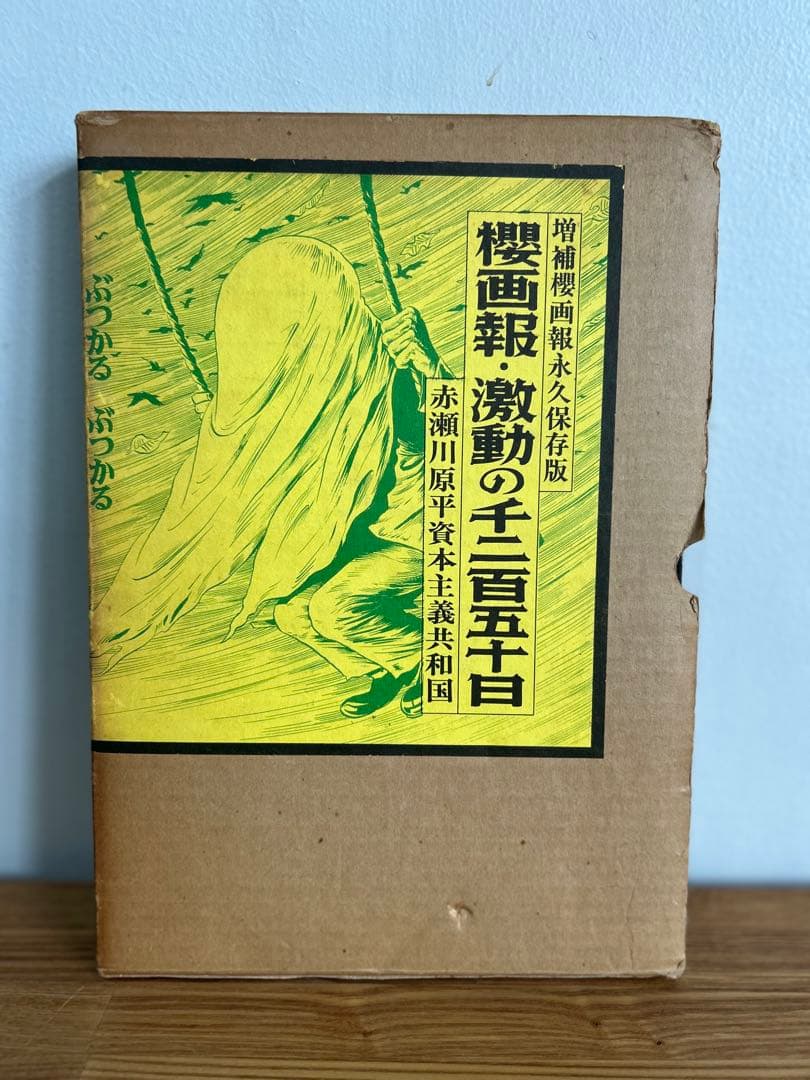 増補櫻画報永久保存版
櫻画報・激動の千二百五十日
赤瀬川原平資本主義共和国
ぶつかる ぶつかる